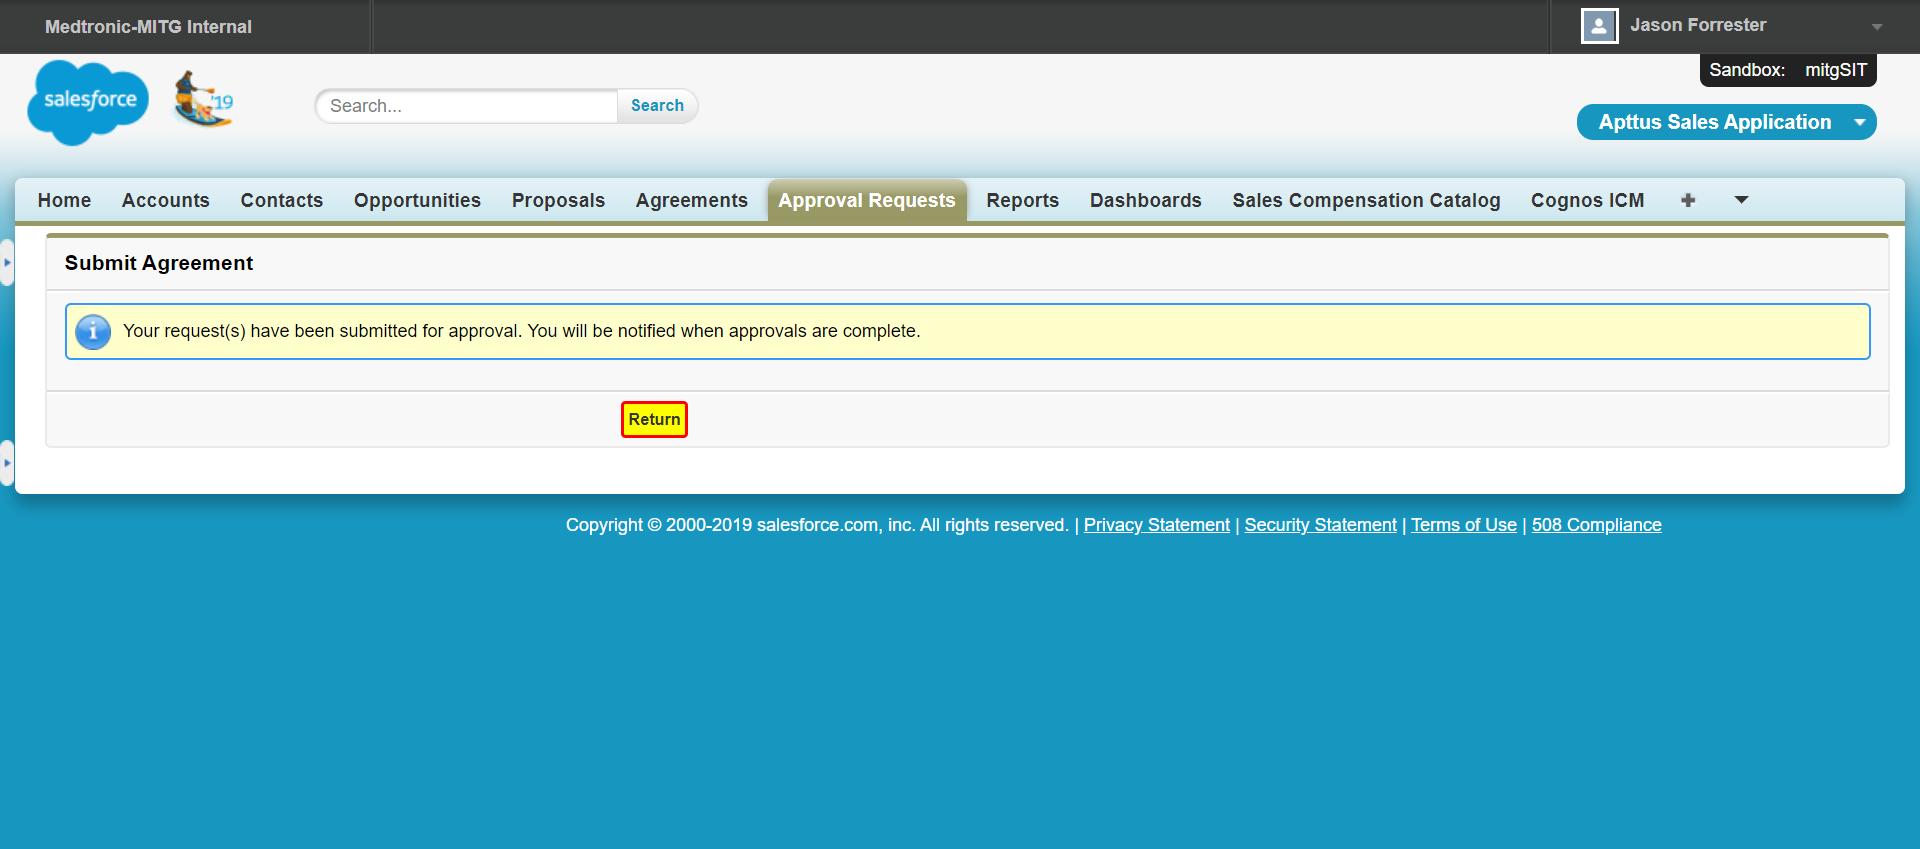 Medtronic-MITG Internal
Jason Forrester
Sandbox: mitgSIT
salesforce
'19
Search...
Search
Apttus Sales Application
Home Accounts Contacts Opportunities Proposals Agreements Approval Requests Reports Dashboards Sales Compensation Catalog Cognos ICM
Submit Agreement
Your request(s) have been submitted for approval. You will be notified when approvals are complete.
Return
Copyright © 2000-2019 salesforce.com, inc. All rights reserved. | Privacy Statement | Security Statement | Terms of Use | 508 Compliance